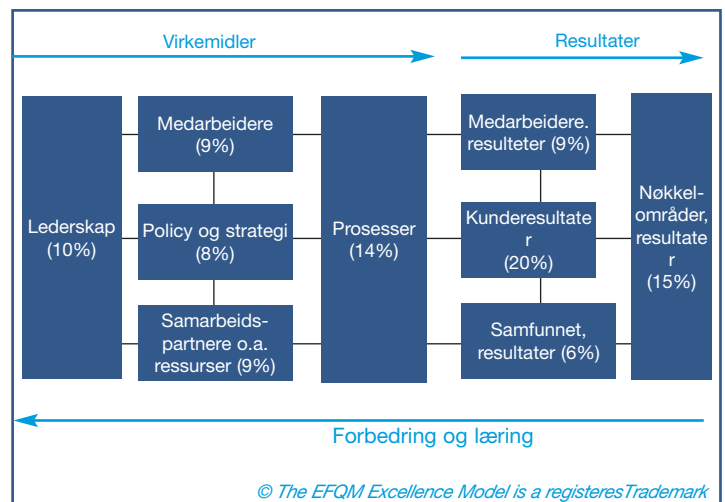 Virkemidler
Resultater
Lederskap
(10%)
Medarbeidere
(9%)
Policy og strategi
(8%)
Samarbeids-
partnere o.a.
ressurser (9%)
Prosesser
(14%)
Medarbeidere.
resulteter (9%)
Kunderesultate
r
(20%)
Samfunnet,
resultater (6%)
Nøkkel-
områder,
resultate
r
(15%)
Forbedring og læring
© The EFQM Excellence Model is a registeresTrademark